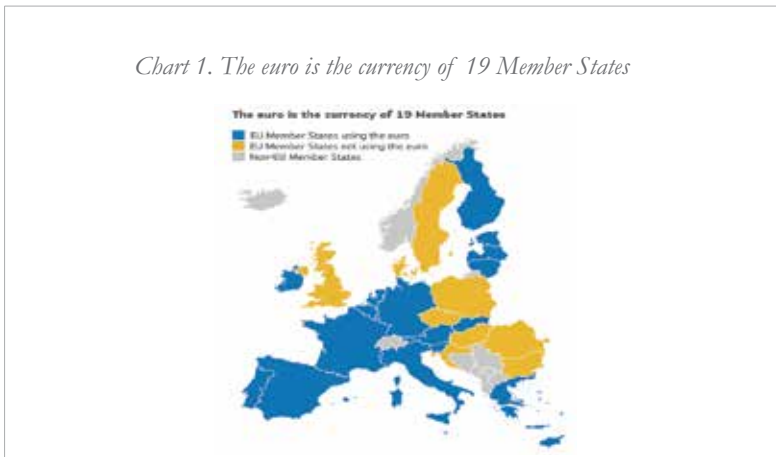 Chart 1. The euro is the currency of 19 Member States
The euro is the currency of 19 Member States
EU Member States using the euro
EU Member States not using the euro
Non-EU Member States